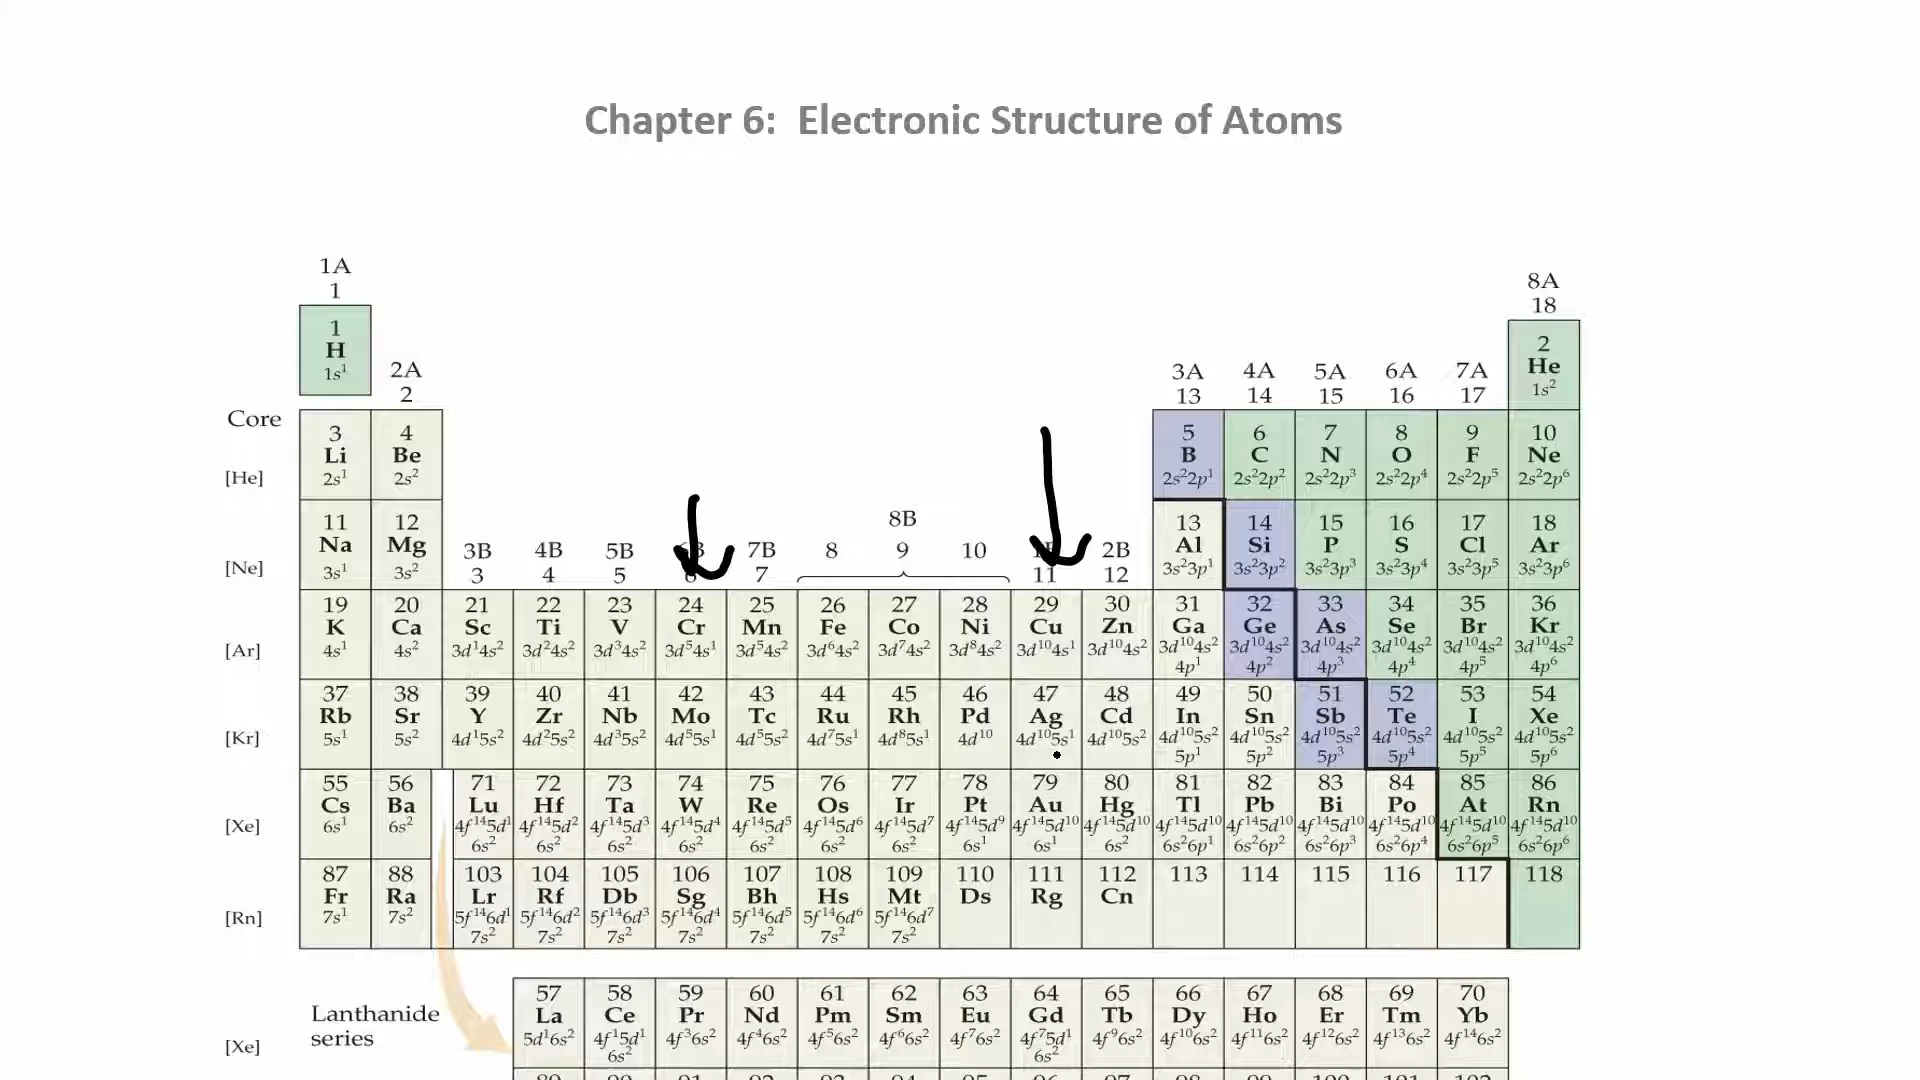 Chapter 6: Electronic Structure of Atoms
1A
1
8A
18
1
H
1s¹
2
He
1s²
2A
2
3A 4A 5A 6A 7A
13 14 15 16 17
Core
3 4 5 6 7 8 9 10
Li Be B C N O F Ne
[He] 2s¹ 2s² 2s²2p¹ 2s²2p² 2s²2p³ 2s²2p⁴ 2s²2p⁵ 2s²2p⁶
8B
3B 4B 5B 7B 8 9 10 2B
3 4 5 7 11 12
11 12 13 14 15 16 17 18
Na Mg Al Si P S Cl Ar
[Ne] 3s¹ 3s² 3s²3p¹ 3s²3p² 3s²3p³ 3s²3p⁴ 3s²3p⁵ 3s²3p⁶
19 20 21 22 23 24 25 26 27 28 29 30 31 32 33 34 35 36
K Ca Sc Ti V Cr Mn Fe Co Ni Cu Zn Ga Ge As Se Br Kr
[Ar] 4s¹ 4s² 3d¹4s² 3d²4s² 3d³4s² 3d⁵4s¹ 3d⁵4s² 3d⁶4s² 3d⁷4s² 3d⁸4s² 3d¹⁰4s¹ 3d¹⁰4s² 3d¹⁰4s² 3d¹⁰4s² 3d¹⁰4s² 3d¹⁰4s² 3d¹⁰4s² 3d¹⁰4s²
4p¹ 4p² 4p³ 4p⁴ 4p⁵ 4p⁶
37 38 39 40 41 42 43 44 45 46 47 48 49 50 51 52 53 54
Rb Sr Y Zr Nb Mo Tc Ru Rh Pd Ag Cd In Sn Sb Te I Xe
[Kr] 5s¹ 5s² 4d¹5s² 4d²5s² 4d³5s² 4d⁵5s¹ 4d⁵5s² 4d⁷5s¹ 4d⁸5s¹ 4d¹⁰ 4d¹⁰5s¹ 4d¹⁰5s² 4d¹⁰5s² 4d¹⁰5s² 4d¹⁰5s² 4d¹⁰5s² 4d¹⁰5s² 4d¹⁰5s²
5p¹ 5p² 5p³ 5p⁴ 5p⁵ 5p⁶
55 56 71 72 73 74 75 76 77 78 79 80 81 82 83 84 85 86
Cs Ba Lu Hf Ta W Re Os Ir Pt Au Hg Tl Pb Bi Po At Rn
[Xe] 6s¹ 6s² 4f¹⁴5d¹ 4f¹⁴5d² 4f¹⁴5d³ 4f¹⁴5d⁴ 4f¹⁴5d⁵ 4f¹⁴5d⁶ 4f¹⁴5d⁷ 4f¹⁴5d⁹ 4f¹⁴5d¹⁰ 4f¹⁴5d¹⁰ 4f¹⁴5d¹⁰ 4f¹⁴5d¹⁰ 4f¹⁴5d¹⁰ 4f¹⁴5d¹⁰ 4f¹⁴5d¹⁰ 4f¹⁴5d¹⁰
6s² 6s² 6s² 6s² 6s² 6s² 6s² 6s¹ 6s¹ 6s² 6s²6p¹ 6s²6p² 6s²6p³ 6s²6p⁴ 6s²6p⁵ 6s²6p⁶
87 88 103 104 105 106 107 108 109 110 111 112 113 114 115 116 117 118
Fr Ra Lr Rf Db Sg Bh Hs Mt Ds Rg Cn
[Rn] 7s¹ 7s² 5f¹⁴6d¹ 5f¹⁴6d² 5f¹⁴6d³ 5f¹⁴6d⁴ 5f¹⁴6d⁵ 5f¹⁴6d⁶ 5f¹⁴6d⁷
7s² 7s² 7s² 7s² 7s² 7s² 7s²
57 58 59 60 61 62 63 64 65 66 67 68 69 70
Lanthanide La Ce Pr Nd Pm Sm Eu Gd Tb Dy Ho Er Tm Yb
series 5d¹6s² 4f¹5d¹ 4f³6s² 4f⁴6s² 4f⁵6s² 4f⁶6s² 4f⁷6s² 4f⁷5d¹ 4f⁹6s² 4f¹⁰6s² 4f¹¹6s² 4f¹²6s² 4f¹³6s² 4f¹⁴6s²
[Xe] 6s² 6s²